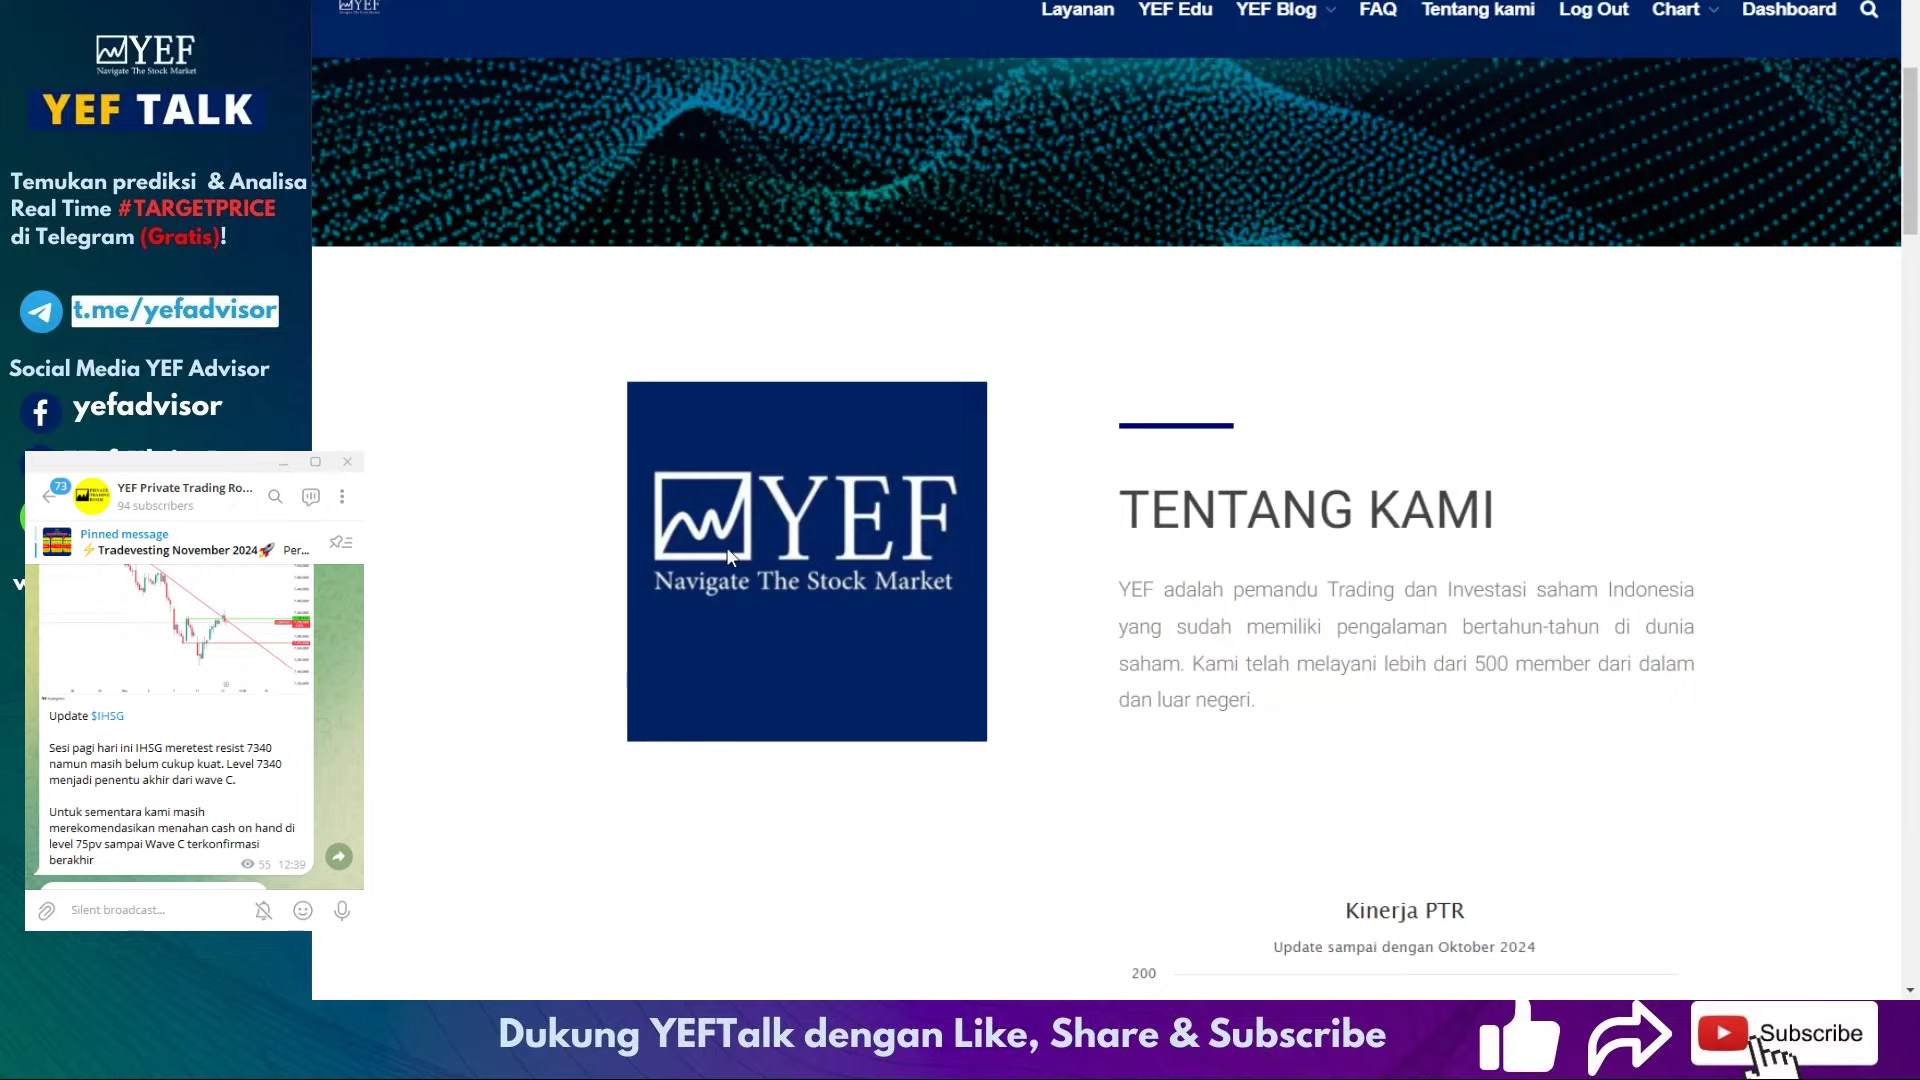 YEF
Navigate The Stock Market
YEF TALK
Temukan prediksi & Analisa
Real Time #TARGETPRICE
di Telegram (Gratis)!
t.me/yefadvisor
Social Media YEF Advisor
yefadvisor
YEF
Layanan YEF Edu YEF Blog FAQ Tentang kami Log Out Chart Dashboard
73
YEF Private Trading Ro...
94 subscribers
Pinned message
⚡Tradevesting November 2024🚀 Per...
Update $IHSG
Sesi pagi hari ini IHSG meretest resist 7340
namun masih belum cukup kuat. Level 7340
menjadi penentu akhir dari wave C.
Untuk sementara kami masih
merekomendasikan menahan cash on hand di
level 75pv sampai Wave C terkonfirmasi
berakhir
55 12:39
Silent broadcast...
YEF
Navigate The Stock Market
TENTANG KAMI
YEF adalah pemandu Trading dan Investasi saham Indonesia
yang sudah memiliki pengalaman bertahun-tahun di dunia
saham. Kami telah melayani lebih dari 500 member dari dalam
dan luar negeri.
Kinerja PTR
Update sampai dengan Oktober 2024
200
Dukung YEFTalk dengan Like, Share & Subscribe
Subscribe